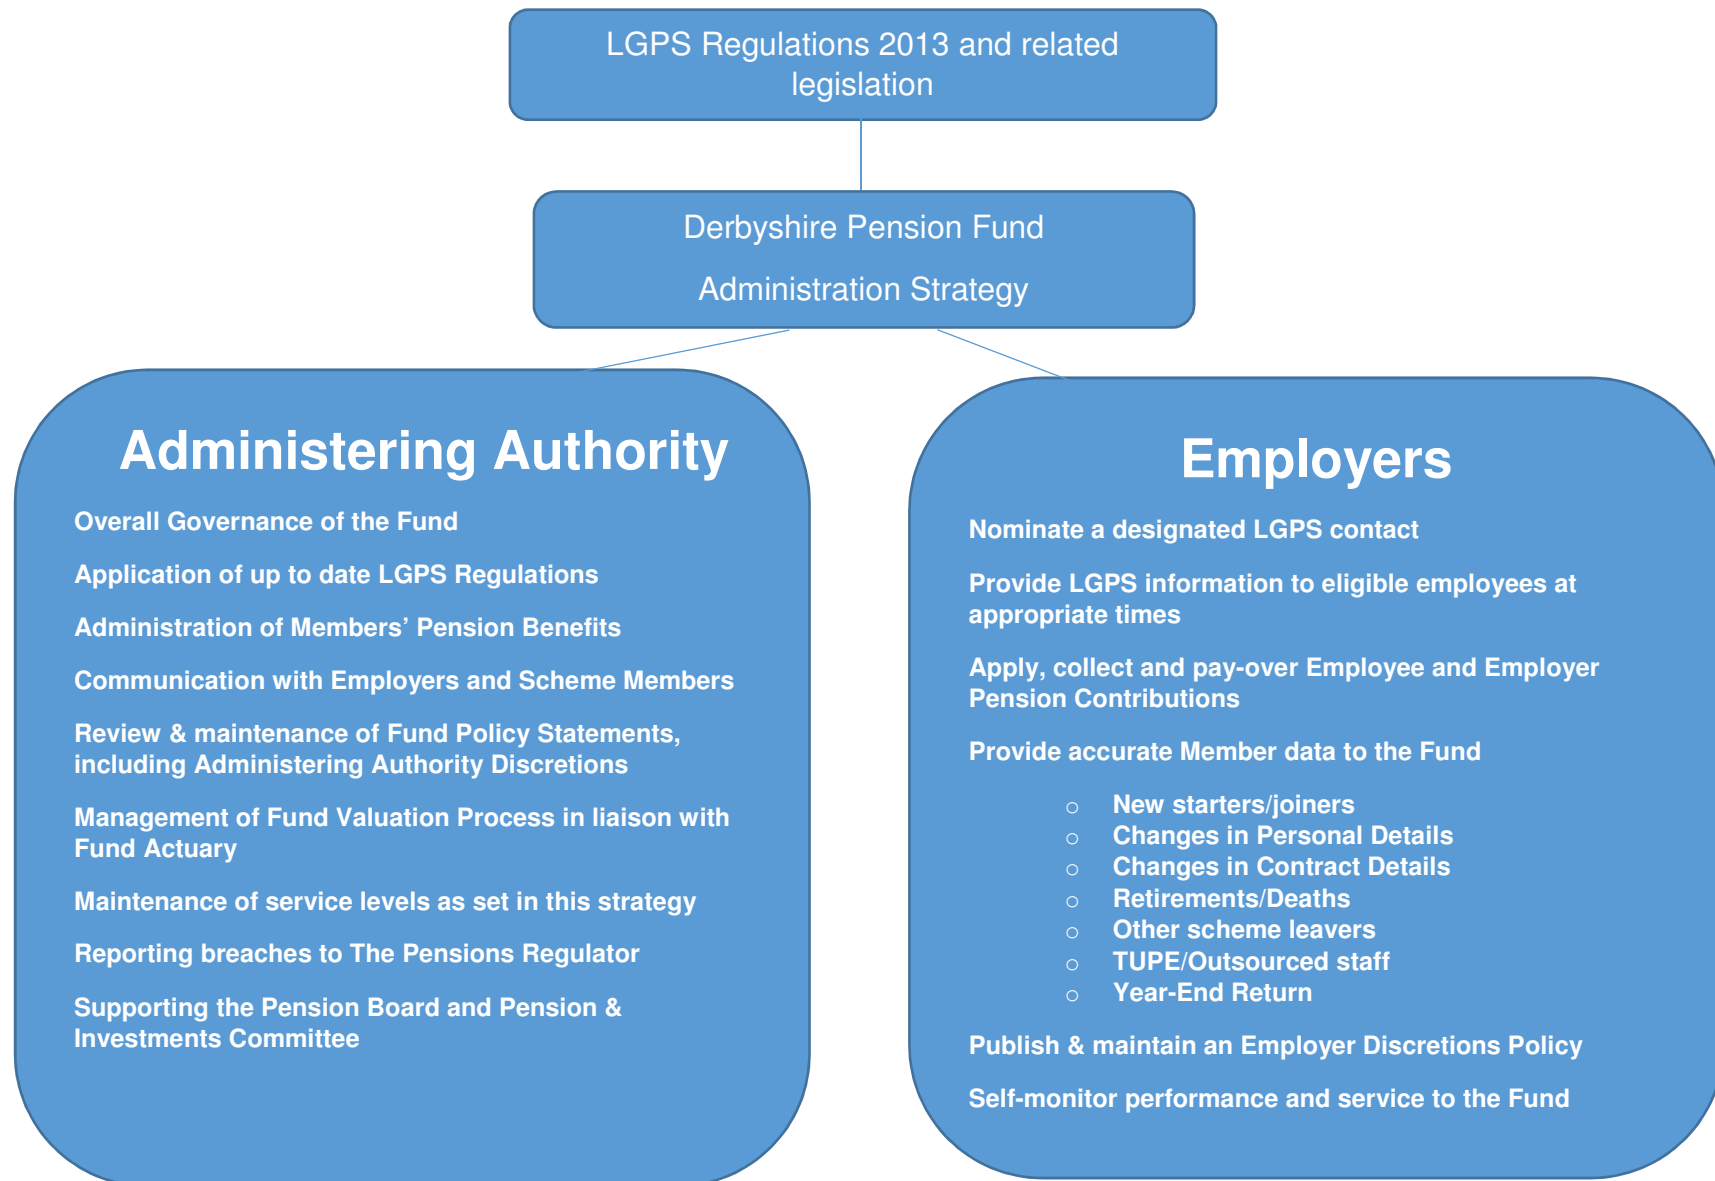 LGPS Regulations 2013 and related
legislation
Derbyshire Pension Fund
Administration Strategy
Administering Authority
Overall Governance of the Fund
Application of up to date LGPS Regulations
Administration of Members’ Pension Benefits
Communication with Employers and Scheme Members
Review & maintenance of Fund Policy Statements,
including Administering Authority Discretions
Management of Fund Valuation Process in liaison with
Fund Actuary
Maintenance of service levels as set in this strategy
Reporting breaches to The Pensions Regulator
Supporting the Pension Board and Pension &
Investments Committee
Employers
Nominate a designated LGPS contact
Provide LGPS information to eligible employees at
appropriate times
Apply, collect and pay-over Employee and Employer
Pension Contributions
Provide accurate Member data to the Fund
o New starters/joiners
o Changes in Personal Details
o Changes in Contract Details
o Retirements/Deaths
o Other scheme leavers
o TUPE/Outsourced staff
o Year-End Return
Publish & maintain an Employer Discretions Policy
Self-monitor performance and service to the Fund